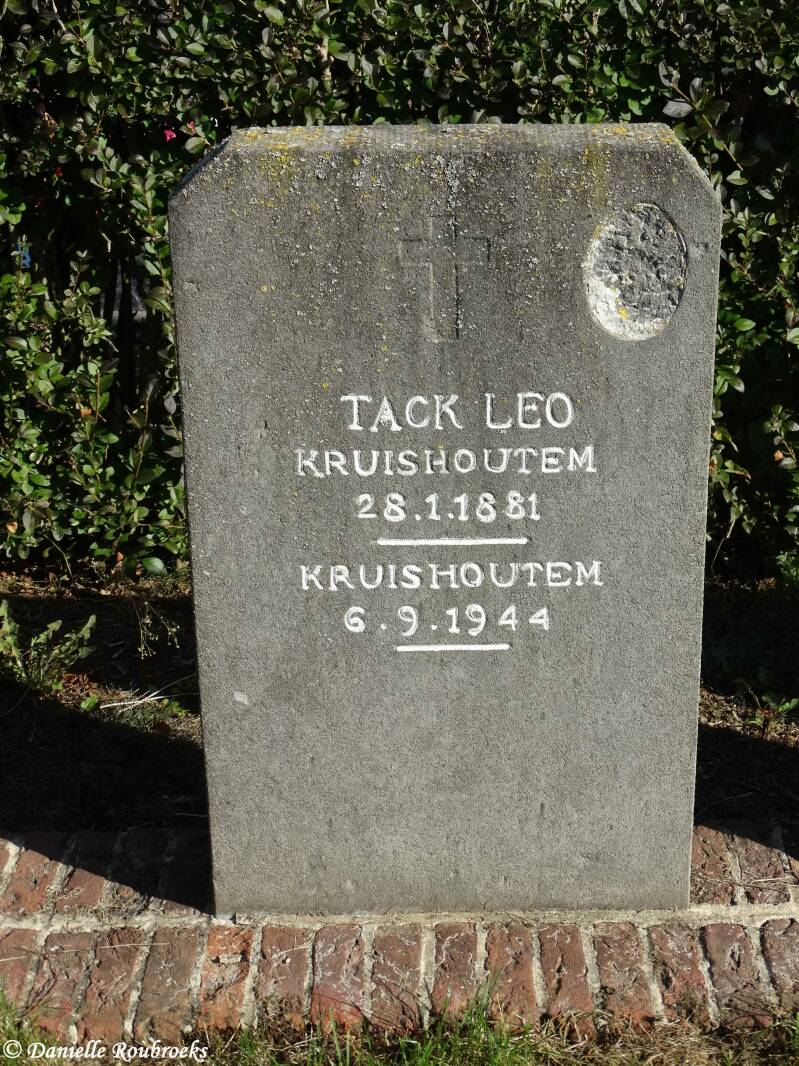 TACK LEO
KRUISHOUTEM
28.1.1881
KRUISHOUTEM
6.9.1944
© Danielle Roubroeks